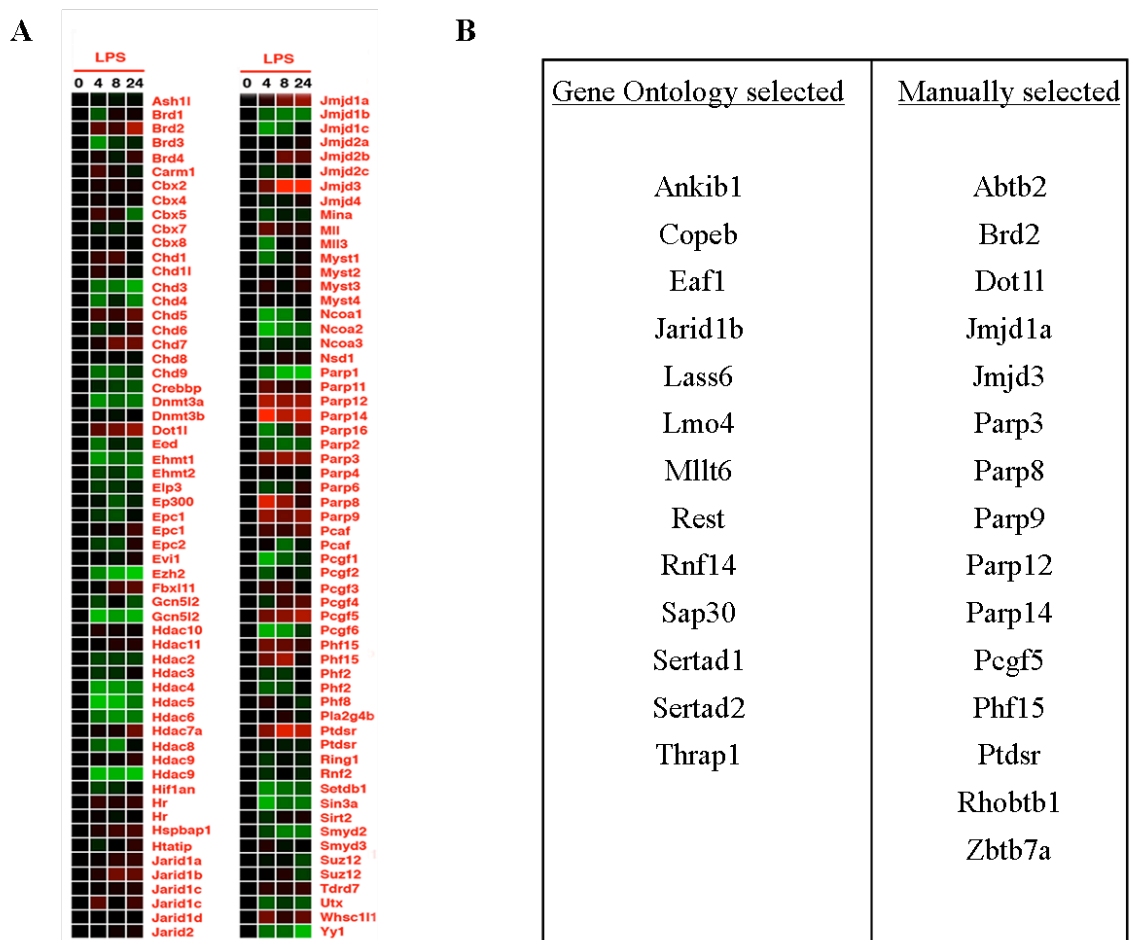 A
LPS
0 4 8 24
Ash1l
Brd1
Brd2
Brd3
Brd4
Carm1
Cbx2
Cbx4
Cbx5
Cbx7
Cbx8
Chd1
Chd1l
Chd3
Chd4
Chd5
Chd6
Chd7
Chd8
Chd9
Crebbp
Dnmt3a
Dnmt3b
Dot1l
Eed
Ehmt1
Ehmt2
Elp3
Ep300
Epc1
Epc1
Epc2
Evi1
Ezh2
Fbxl11
Gcn5l2
Gcn5l2
Hdac10
Hdac11
Hdac2
Hdac3
Hdac4
Hdac5
Hdac6
Hdac7a
Hdac8
Hdac9
Hdac9
Hif1an
Hr
Hr
Hspbap1
Htatip
Jarid1a
Jarid1b
Jarid1c
Jarid1c
Jarid1d
Jarid2
LPS
0 4 8 24
Jmjd1a
Jmjd1b
Jmjd1c
Jmjd2a
Jmjd2b
Jmjd2c
Jmjd3
Jmjd4
Mina
Mll
Mll3
Myst1
Myst2
Myst3
Myst4
Ncoa1
Ncoa2
Ncoa3
Nsd1
Parp1
Parp11
Parp12
Parp14
Parp16
Parp2
Parp3
Parp4
Parp6
Parp8
Parp9
Pcaf
Pcaf
Pcgf1
Pcgf2
Pcgf3
Pcgf4
Pcgf5
Pcgf6
Phf15
Phf15
Phf2
Phf2
Phf8
Pla2g4b
Ptdsr
Ptdsr
Ring1
Rnf2
Setdb1
Sin3a
Sirt2
Smyd2
Smyd3
Suz12
Suz12
Tdrd7
Utx
Whsc1l1
Yy1
B
Gene Ontology selected
Ankib1
Copeb
Eaf1
Jarid1b
Lass6
Lmo4
Mllt6
Rest
Rnf14
Sap30
Sertad1
Sertad2
Thrap1
Manually selected
Abtb2
Brd2
Dot1l
Jmjd1a
Jmjd3
Parp3
Parp8
Parp9
Parp12
Parp14
Pcgf5
Phf15
Ptdsr
Rhobtb1
Zbtb7a